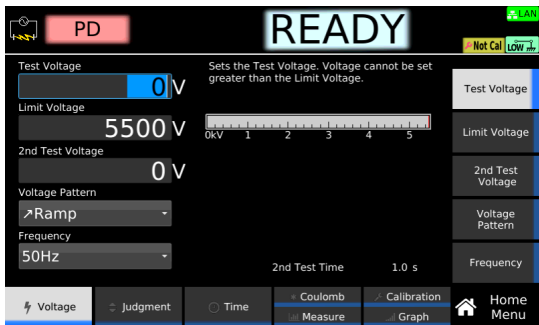 PD
READY
LAN
Not Cal
LOW
Test Voltage
0 V
Limit Voltage
5500 V
2nd Test Voltage
0 V
Voltage Pattern
↗Ramp
Frequency
50Hz
Sets the Test Voltage. Voltage cannot be set
greater than the Limit Voltage.
0kV 1 2 3 4 5
2nd Test Time 1.0 s
Test Voltage
Limit Voltage
2nd Test
Voltage
Voltage
Pattern
Frequency
Voltage
Judgment
Time
Coulomb
Measure
Calibration
Graph
Home
Menu